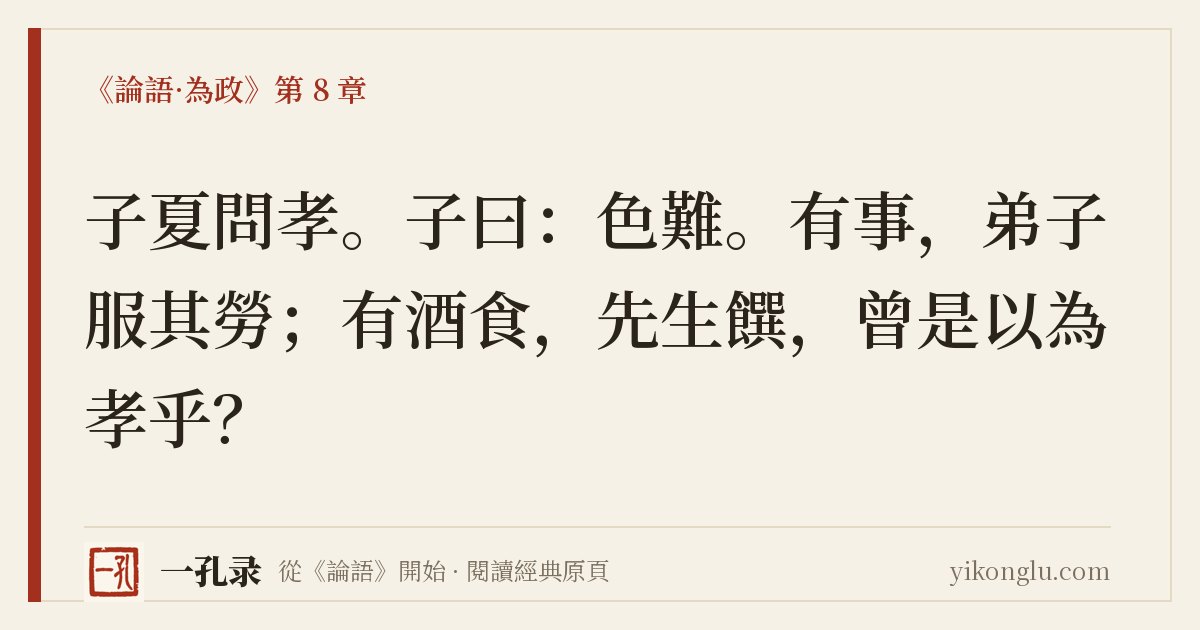 《論語·為政》第 8 章
子夏問孝。子曰：色難。有事，弟子
服其勞；有酒食，先生饌，曾是以為
孝乎？
一孔
一孔录 從《論語》開始 · 閱讀經典原頁 yikonglu.com